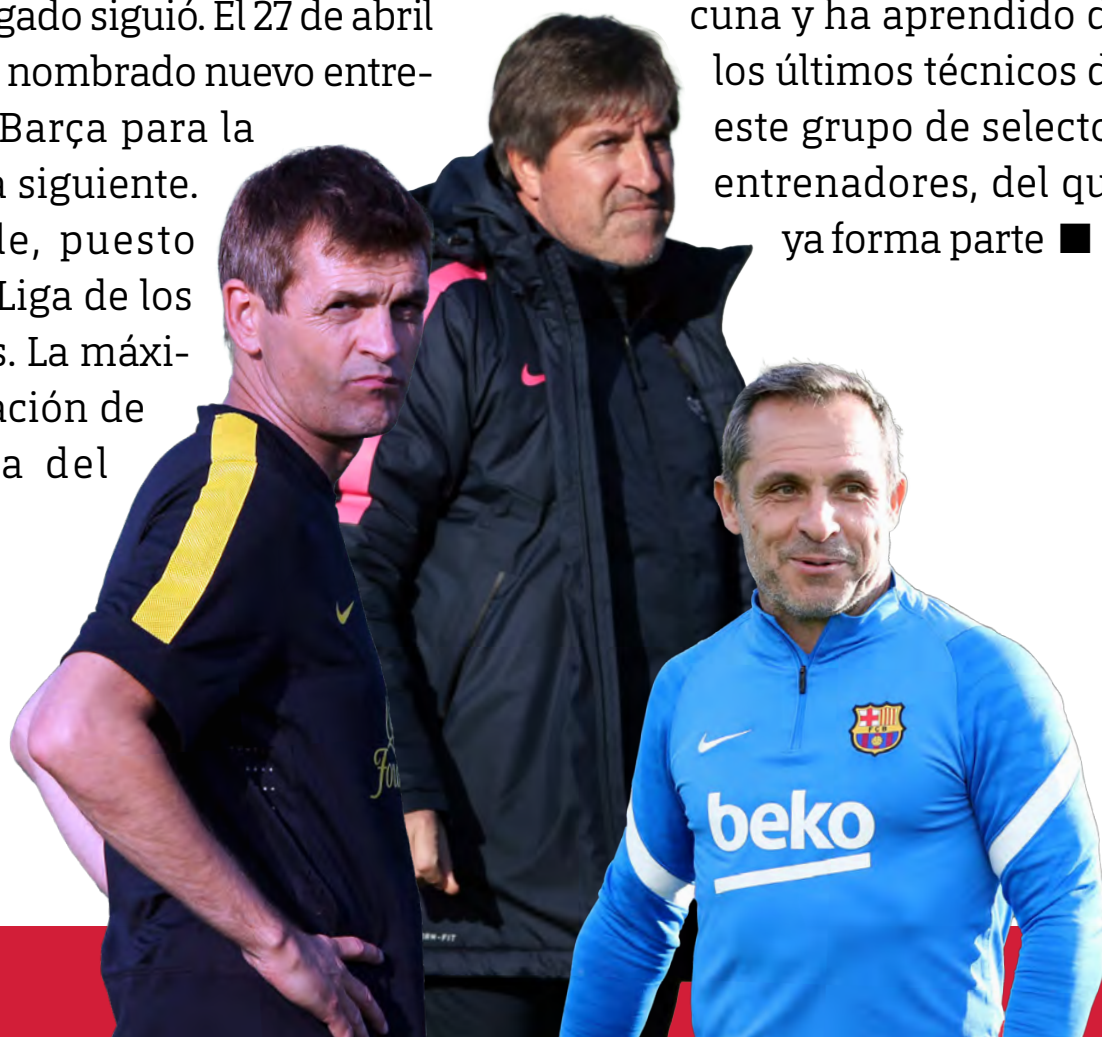 gado siguió. El 27 de abril
nombrado nuevo entre-
Barça para la
siguiente.
puesto
Liga de los
La máxi-
ación de
a del
cuna y ha aprendido
los últimos técnicos
este grupo de selecto
entrenadores, del qu
ya forma parte
FCB
beko